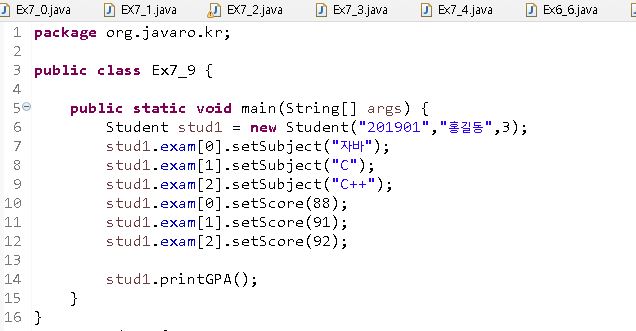 Ex7_0.java Ex7_1.java Ex7_2.java Ex7_3.java Ex7_4.java Ex6_6.java
1 package org.javaro.kr;
2
3 public class Ex7_9 {
4
5 public static void main(String[] args) {
6 Student stud1 = new Student("201901","홍길동",3);
7 stud1.exam[0].setSubject("자바");
8 stud1.exam[1].setSubject("C");
9 stud1.exam[2].setSubject("C++");
10 stud1.exam[0].setScore(88);
11 stud1.exam[1].setScore(91);
12 stud1.exam[2].setScore(92);
13
14 stud1.printGPA();
15 }
16 }